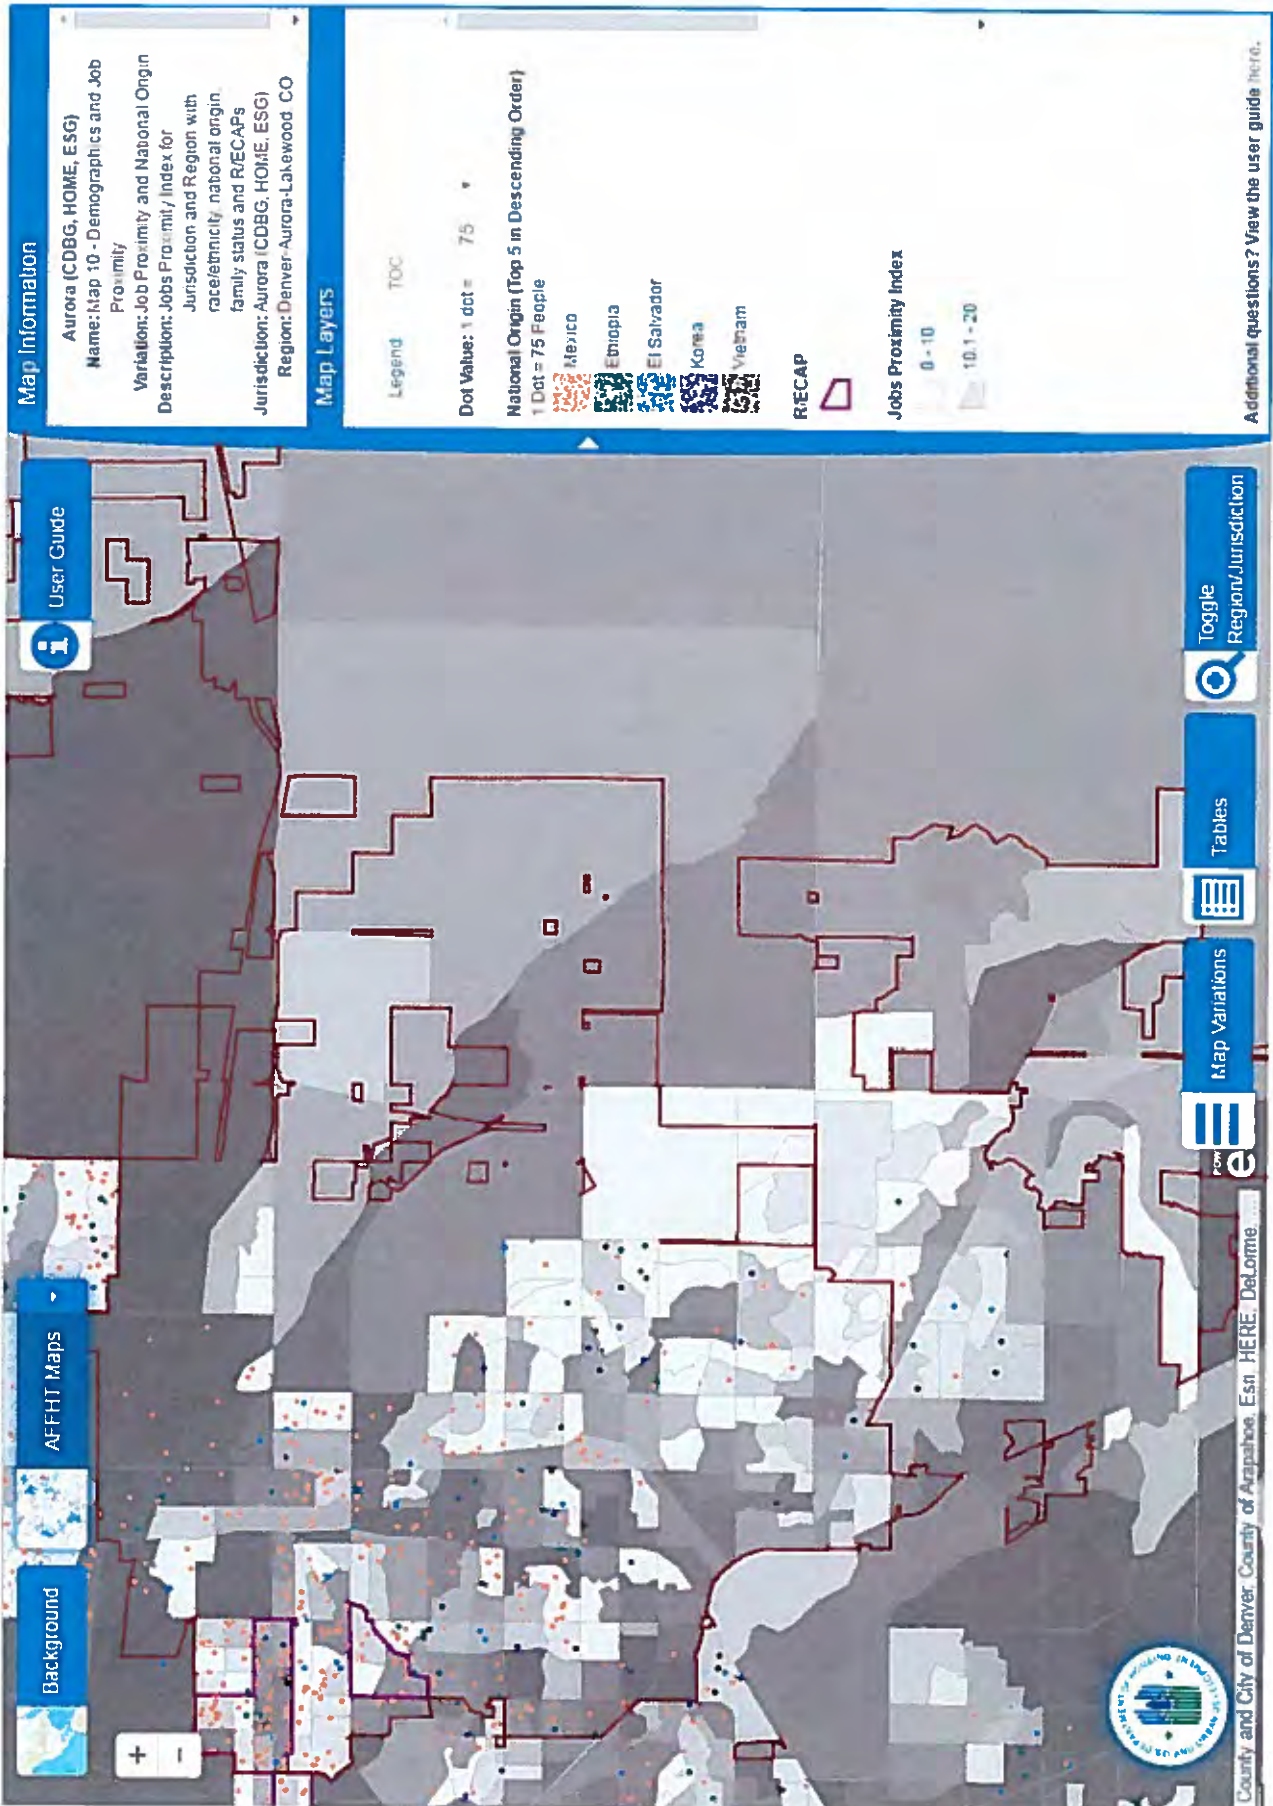 Background
AFFHT Maps
User Guide
+
−
Map Information
Aurora (CDBG, HOME, ESG)
Name: Map 10 - Demographics and Job
Proximity
Variation: Job Proximity and National Origin
Description: Jobs Proximity Index for
Jurisdiction and Region with
race/ethnicity, national origin,
family status and R/ECAPs
Jurisdiction: Aurora (CDBG, HOME, ESG)
Region: Denver-Aurora-Lakewood, CO
Map Layers
Legend TOC
Dot Value: 1 dot = 75
National Origin (Top 5 in Descending Order)
1 Dot = 75 People
Mexico
Ethiopia
El Salvador
Korea
Vietnam
R/ECAP
Jobs Proximity Index
0 - 10
10.1 - 20
Additional questions? View the user guide here.
Map Variations
Tables
Toggle
Region/Jurisdiction
POW
e
County and City of Denver, County of Arapahoe, Esri, HERE, DeLorme, ...